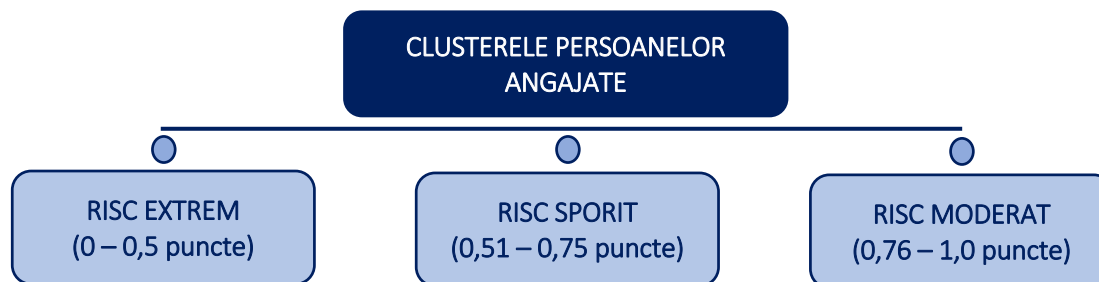 CLUSTERELE PERSOANELOR
ANGAJATE
RISC EXTREM
(0 – 0,5 puncte)
RISC SPORIT
(0,51 – 0,75 puncte)
RISC MODERAT
(0,76 – 1,0 puncte)